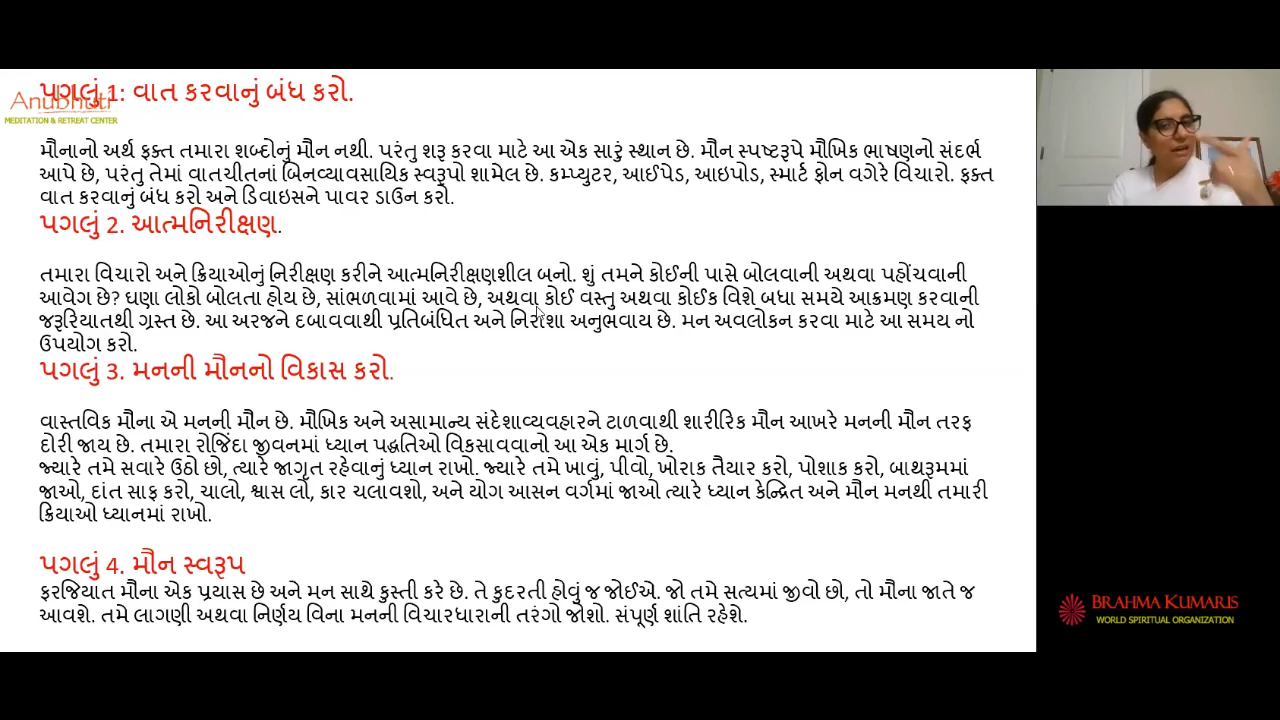 પગલું 1: વાત કરવાનું બંધ કરો.
Anubhuti
MEDITATION & RETREAT CENTER
મૌનાનો અર્થ ફક્ત તમારા શબ્દોનું મૌન નથી. પરંતુ શરૂ કરવા માટે આ એક સારું સ્થાન છે. મૌન સ્પષ્ટરૂપે મૌખિક ભાષણનો સંદર્ભ
આપે છે, પરંતુ તેમાં વાતચીતનાં બિનવ્યાવસાયિક સ્વરૂપો શામેલ છે. કમ્પ્યુટર, આઈપેડ, આઇપોડ, સ્માર્ટ ફોન વગેરે વિચારો. ફક્ત
વાત કરવાનું બંધ કરો અને ડિવાઇસને પાવર ડાઉન કરો.
પગલું 2. આત્મનિરીક્ષણ.
તમારા વિચારો અને ક્રિયાઓનું નિરીક્ષણ કરીને આત્મનિરીક્ષણશીલ બનો. શું તમને કોઈની પાસે બોલવાની અથવા પહોંચવાની
આવેગ છે? ઘણા લોકો બોલતા હોય છે, સાંભળવામાં આવે છે, અથવા કોઈ વસ્તુ અથવા કોઈક વિશે બધા સમયે આક્રમણ કરવાની
જરૂરિયાતથી ગ્રસ્ત છે. આ અરજને દબાવવાથી પ્રતિબંધિત અને નિરાશા અનુભવાય છે. મન અવલોકન કરવા માટે આ સમય નો
ઉપયોગ કરો.
પગલું 3. મનની મૌનનો વિકાસ કરો.
વાસ્તવિક મૌના એ મનની મૌન છે. મૌખિક અને અસામાન્ય સંદેશાવ્યવહારને ટાળવાથી શારીરિક મૌન આખરે મનની મૌન તરફ
દોરી જાય છે. તમારા રોજિંદા જીવનમાં ધ્યાન પદ્ધતિઓ વિકસાવવાનો આ એક માર્ગ છે.
જ્યારે તમે સવારે ઉઠો છો, ત્યારે જાગૃત રહેવાનું ધ્યાન રાખો. જ્યારે તમે ખાવું, પીવો, ખોરાક તૈયાર કરો, પોશાક કરો, બાથરૂમમાં
જાઓ, દાંત સાફ કરો, ચાલો, શ્વાસ લો, કાર ચલાવશો, અને યોગ આસન વર્ગમાં જાઓ ત્યારે ધ્યાન કેન્દ્રિત અને મૌન મનથી તમારી
ક્રિયાઓ ધ્યાનમાં રાખો.
પગલું 4. મૌન સ્વરૂપ
ફરજિયાત મૌના એક પ્રયાસ છે અને મન સાથે કુસ્તી કરે છે. તે કુદરતી હોવું જ જોઈએ. જો તમે સત્યમાં જીવો છો, તો મૌના જાતે જ
આવશે. તમે લાગણી અથવા નિર્ણય વિના મનની વિચારધારાની તરંગો જોશો. સંપૂર્ણ શાંતિ રહેશે.
BRAHMA KUMARIS
WORLD SPIRITUAL ORGANIZATION